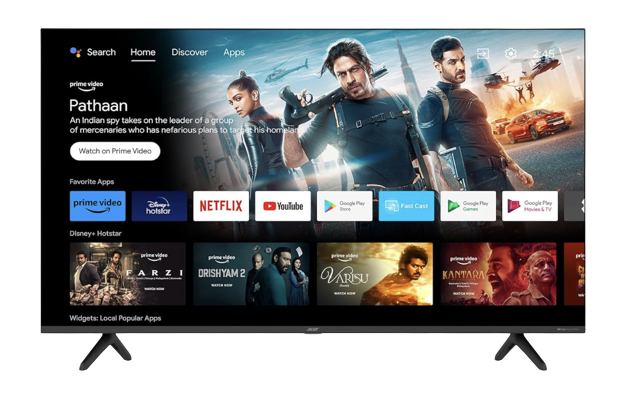 Search Home Discover Apps 2:45
prime video
Pathaan
An Indian spy takes on the leader of a group
of mercenaries who has nefarious plans to target his homeland
Watch on Prime Video
Favorite Apps
prime video
Disney+
hotstar
NETFLIX
YouTube
Google Play
Store
Fast Cast
Google Play
Games
Google Play
Movies & TV
Disney+ Hotstar
prime video
FARZI
WATCH NOW
prime video
DRISHYAM 2
WATCH NOW
prime video
VARISU
WATCH NOW
prime video
KANTARA
WATCH NOW
Widgets: Local Popular Apps
acer